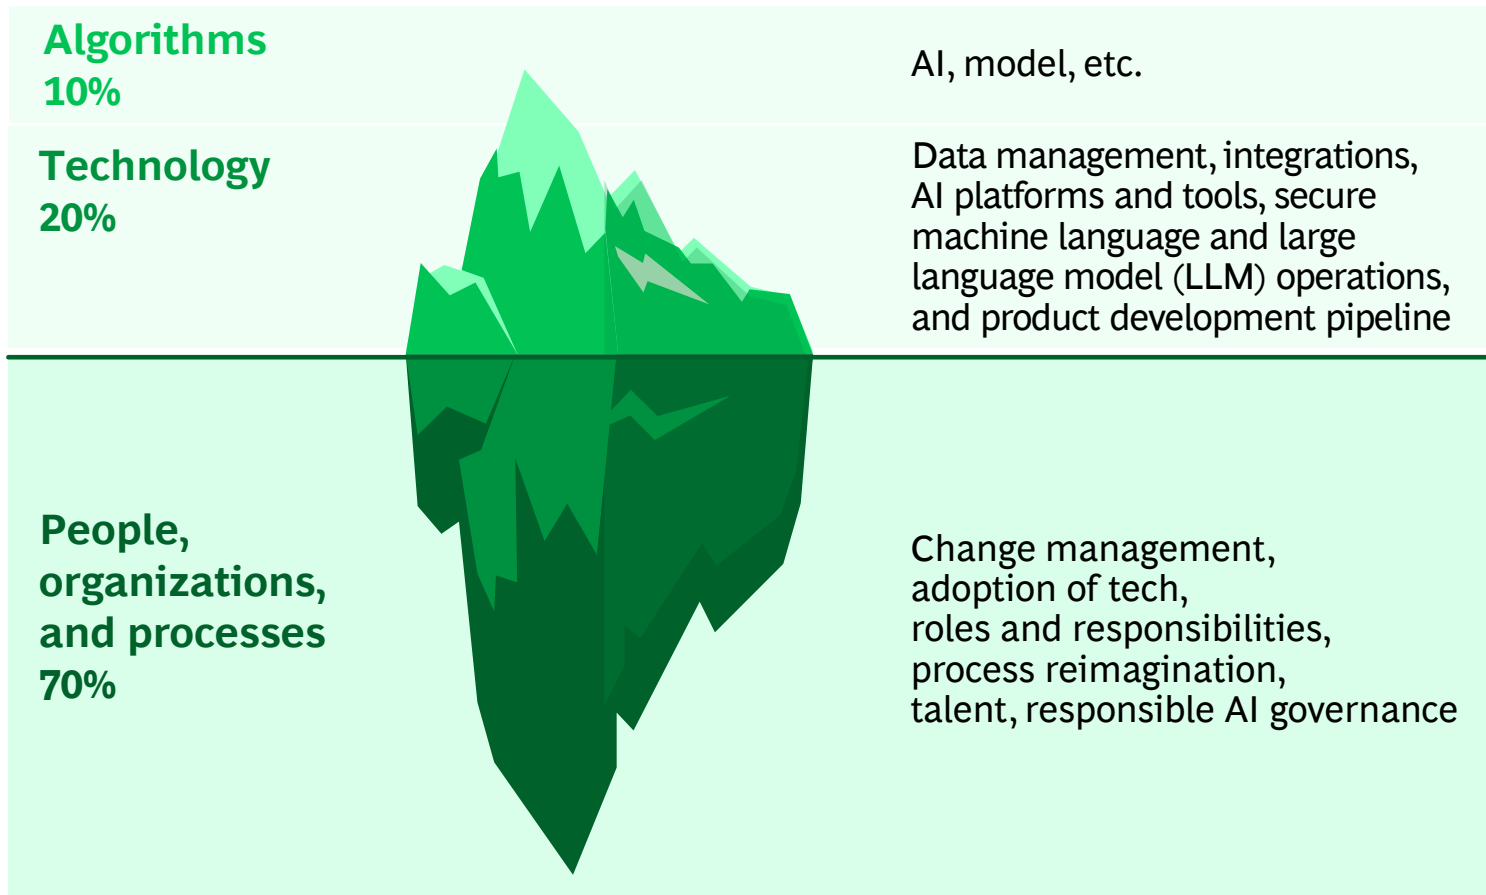 Algorithms
10%
AI, model, etc.
Technology
20%
Data management, integrations,
AI platforms and tools, secure
machine language and large
language model (LLM) operations,
and product development pipeline
People,
organizations,
and processes
70%
Change management,
adoption of tech,
roles and responsibilities,
process reimagination,
talent, responsible AI governance